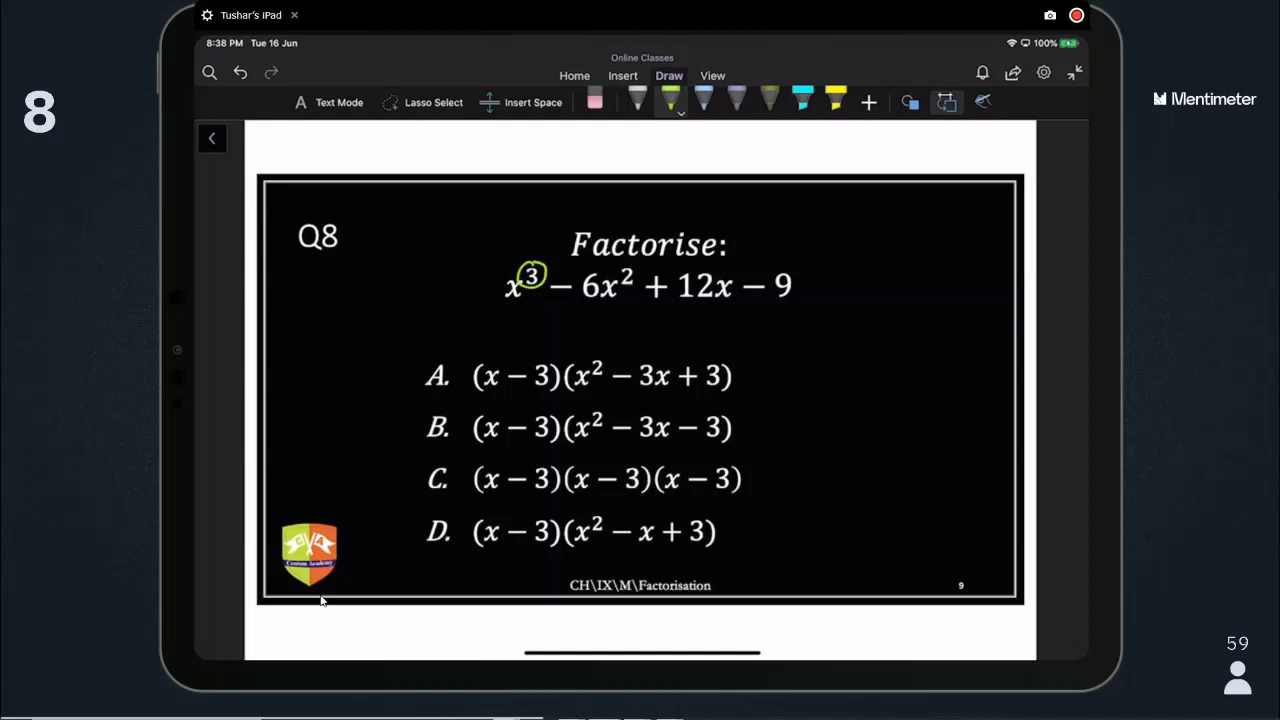 Tushar's iPad ×
8:38 PM Tue 16 Jun
100%
Online Classes
Home Insert Draw View
A Text Mode Lasso Select Insert Space
8
Mentimeter
Q8
Factorise:
x³ − 6x² + 12x − 9
A. (x − 3)(x² − 3x + 3)
B. (x − 3)(x² − 3x − 3)
C. (x − 3)(x − 3)(x − 3)
D. (x − 3)(x² − x + 3)
C A
Centum Academy
CH\IX\M\Factorisation
9
59